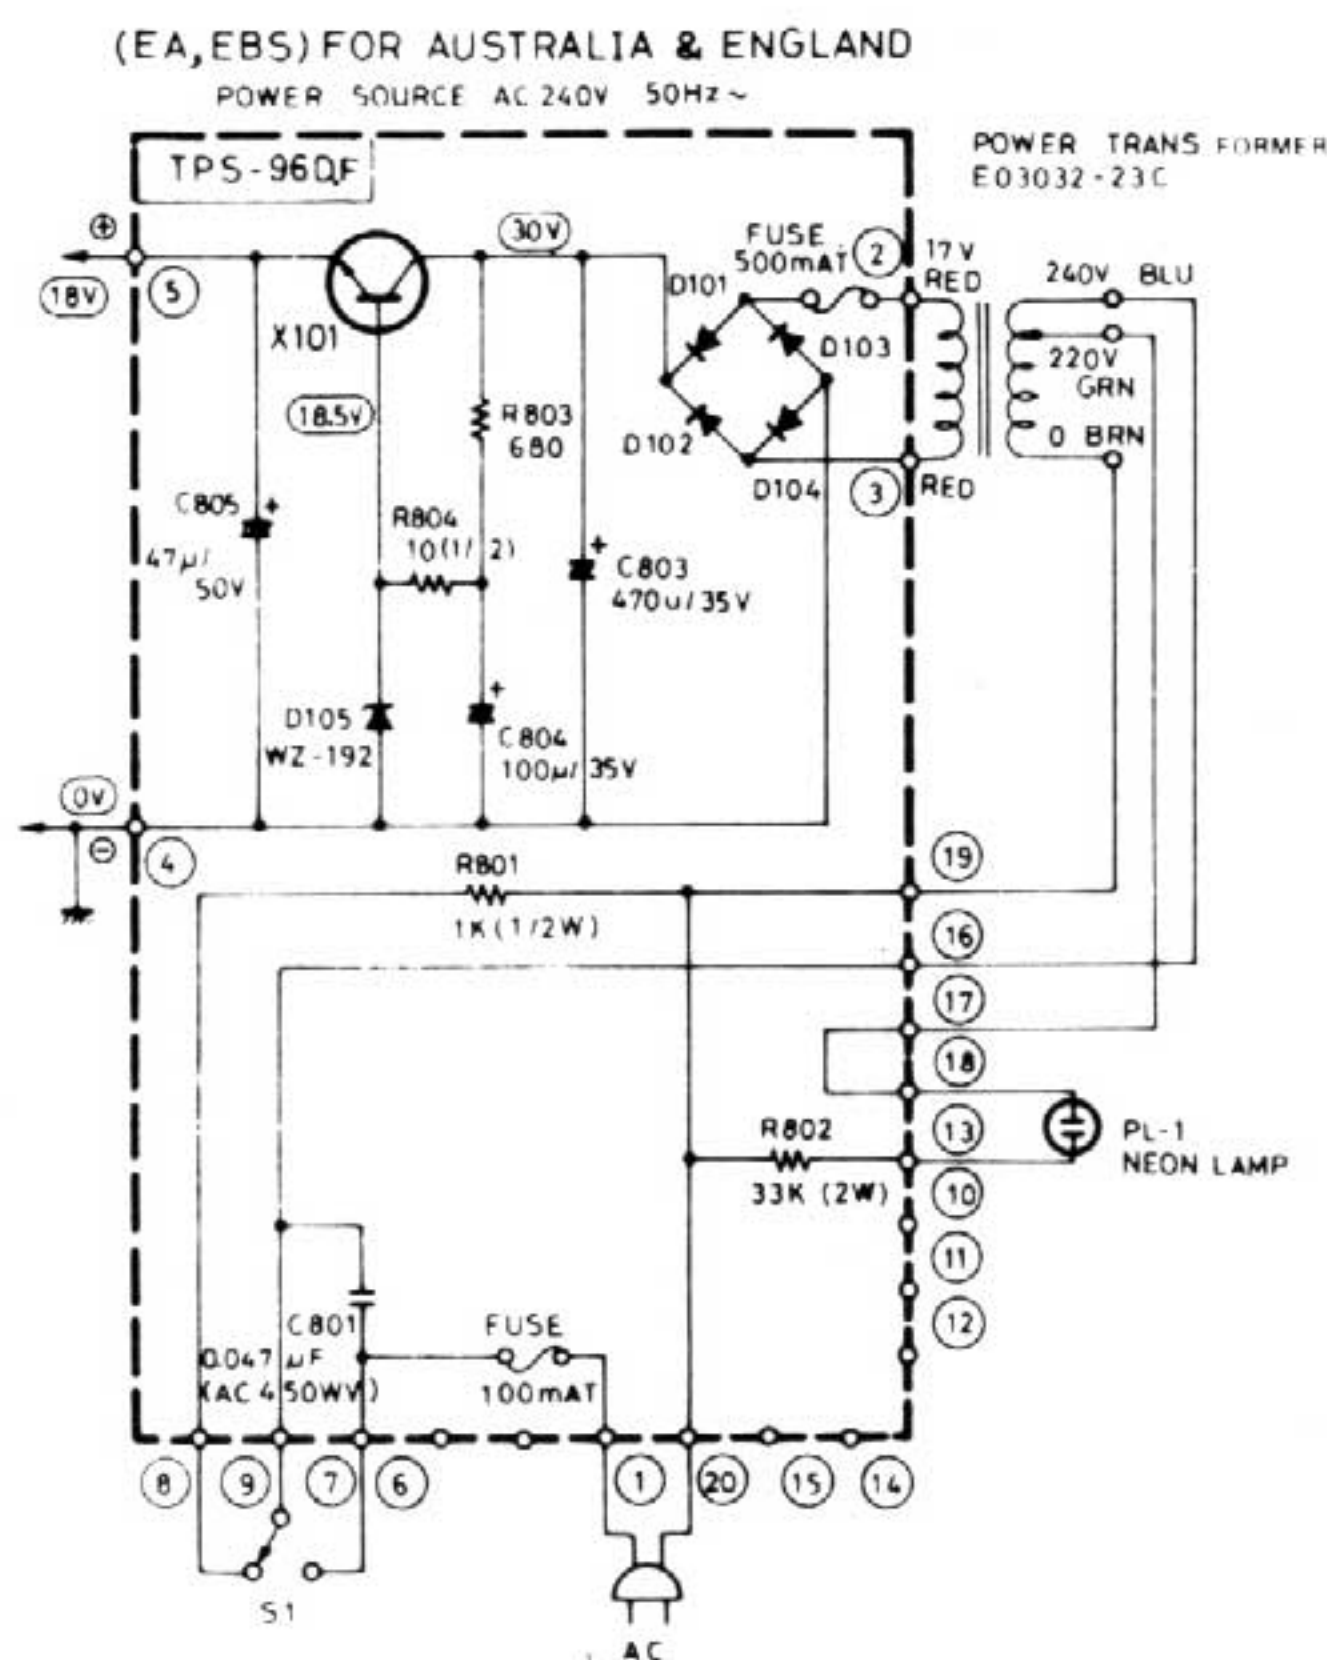 (EA,EBS) FOR AUSTRALIA & ENGLAND
POWER SOURCE AC 240V 50Hz ~
POWER TRANSFORMER
E03032-23C
TPS-96DF
⊕
18V
5
X101
30V
D101
FUSE
500mAT
2
17V
RED
240V BLU
D103
220V
GRN
0 BRN
18.5V
R803
680
D102
D104
3
RED
C805
+
47μ/
50V
R804
10(1/2)
+
C803
470u/35V
D105
WZ-192
+
C804
100μ/35V
0V
⊖
4
R801
1K(1/2W)
19
16
17
18
R802
33K (2W)
13
PL-1
NEON LAMP
10
11
12
C801
0.047 μF
(AC 450WV)
FUSE
100mAT
8
9
7
6
1
20
15
14
S1
AC